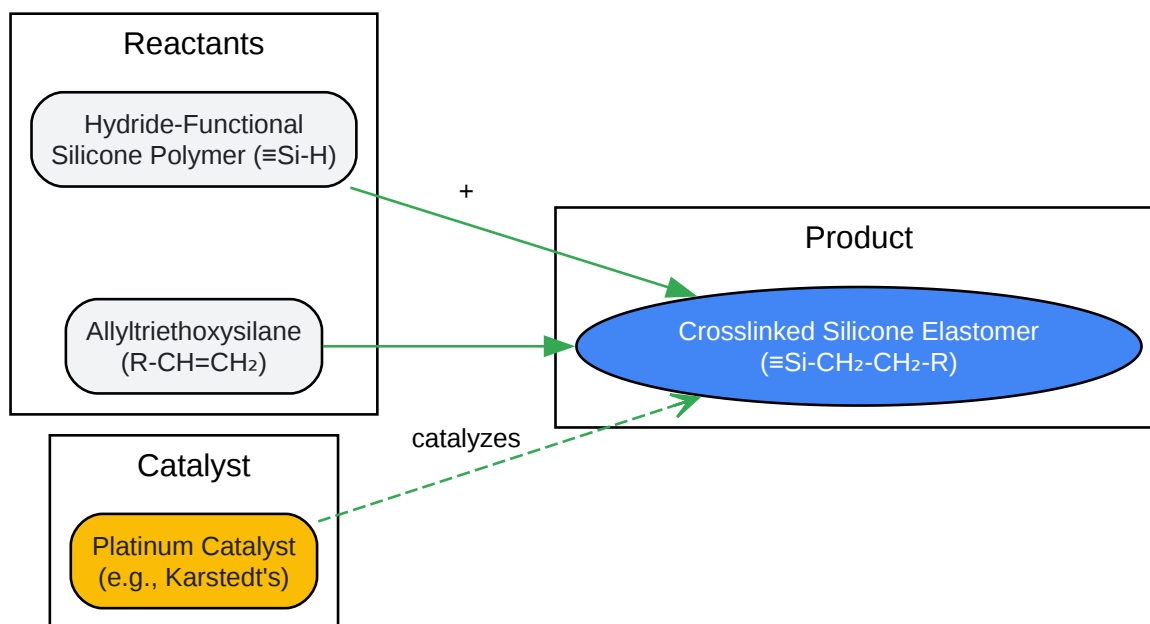 Reactants
Hydride-Functional
Silicone Polymer (≡Si-H)
+
Product
Allyltriethoxysilane
(R-CH=CH₂)
Crosslinked Silicone Elastomer
(≡Si-CH₂-CH₂-R)
catalyzes
Catalyst
Platinum Catalyst
(e.g., Karstedt's)